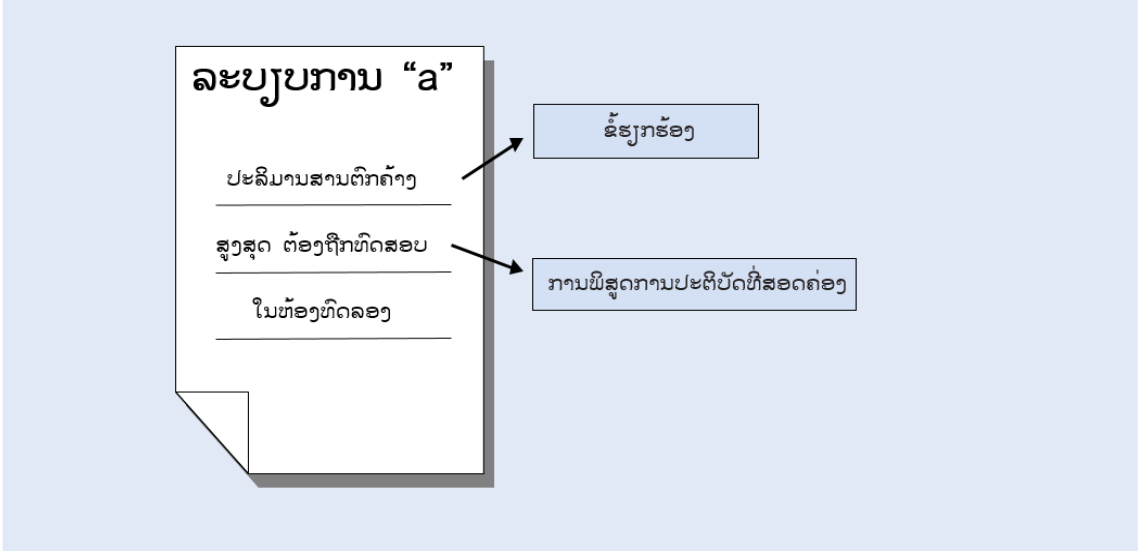 ລະບຽບການ “a”
ປະລິມານສານຕົກຄ້າງ
ສູງສຸດ ຕ້ອງຖືກທົດສອບ
ໃນຫ້ອງທົດລອງ
ຂໍ້ຮຽກຮ້ອງ
ການພິສູດການປະຕິບັດທີ່ສອດຄ່ອງ